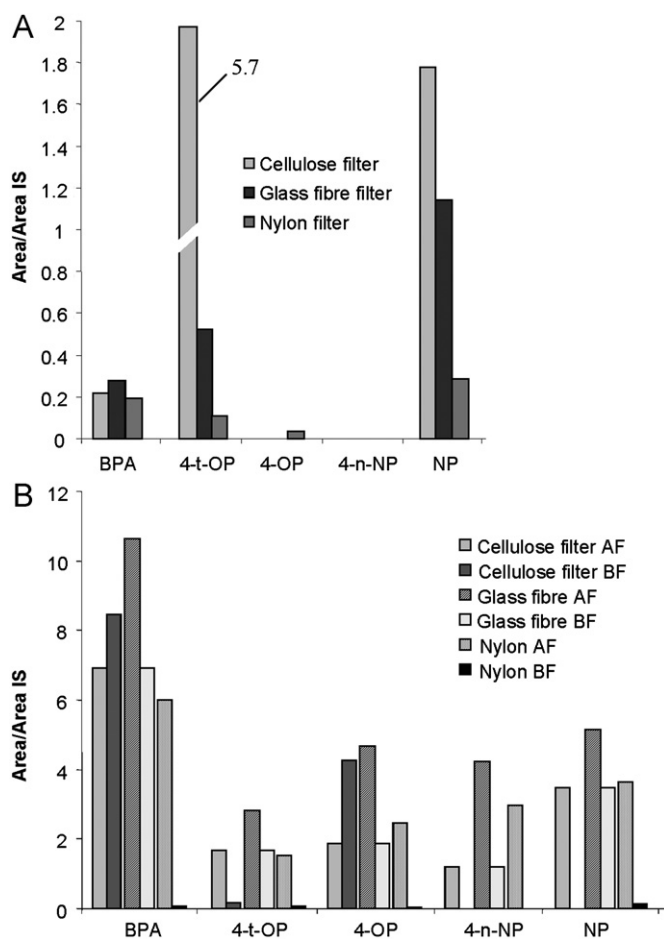 A
2
1.8
1.6
1.4
1.2
1
0.8
0.6
0.4
0.2
0
Area/Area IS
5.7
Cellulose filter
Glass fibre filter
Nylon filter
BPA 4-t-OP 4-OP 4-n-NP NP
B
12
10
8
6
4
2
0
Area/Area IS
Cellulose filter AF
Cellulose filter BF
Glass fibre AF
Glass fibre BF
Nylon AF
Nylon BF
BPA 4-t-OP 4-OP 4-n-NP NP